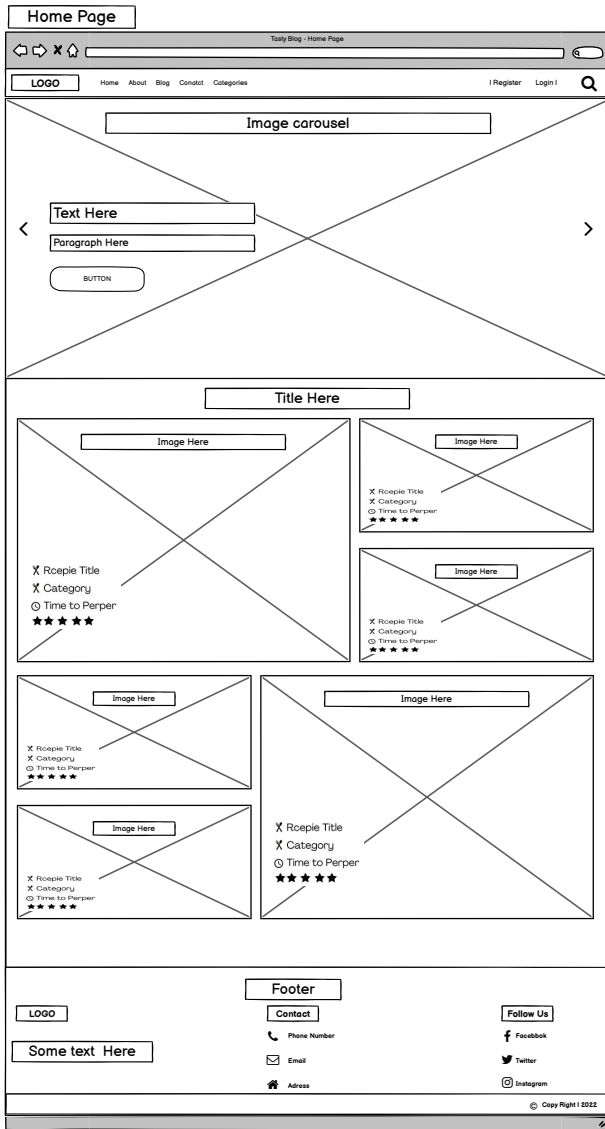 Home Page
Tasty Blog - Home Page
LOGO Home About Blog Conatct Categories | Register Login |
Image carousel
Text Here
Paragraph Here
BUTTON
Title Here
Image Here
Rcepie Title
Category
Time to Perper
Image Here
Rcepie Title
Category
Time to Perper
Image Here
Rcepie Title
Category
Time to Perper
Image Here
Rcepie Title
Category
Time to Perper
Image Here
Rcepie Title
Category
Time to Perper
Image Here
Rcepie Title
Category
Time to Perper
Footer
LOGO
Some text Here
Contact
Phone Number
Email
Adress
Follow Us
Facebbok
Twitter
Instagram
© Copy Right | 2022